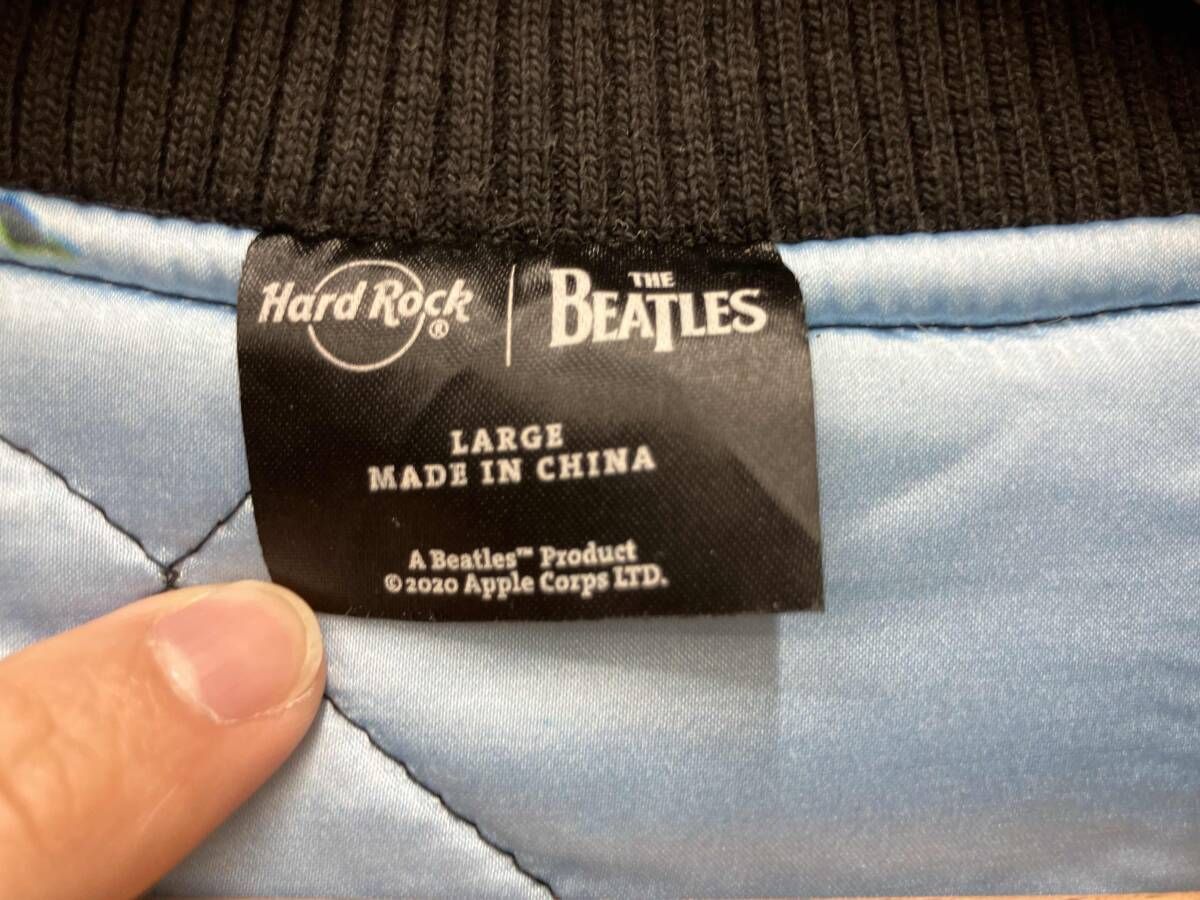 Hard Rock ®
THE
BEATLES
LARGE
MADE IN CHINA
A Beatles™ Product
©2020 Apple Corps LTD.